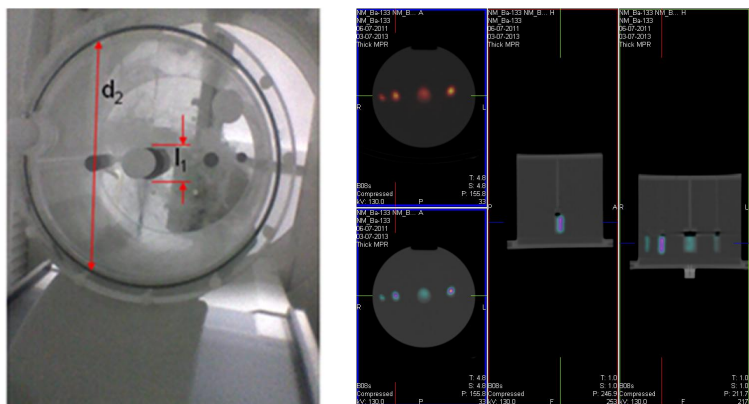 d2
l1
NM_Ba-133 NM_B... A
NM_Ba-133
06-07-2011
03-07-2013
Thick MPR
R
L
T: 4.8
B08s
S: 4.8
Compressed
P: 155.8
kV: 130.0
P
33
NM_Ba-133 NM_B... A
NM_Ba-133
06-07-2011
03-07-2013
Thick MPR
R
L
T: 4.8
B08s
S: 4.8
Compressed
P: 155.8
kV: 130.0
P
33
NM_Ba-133 NM_B... H
NM_Ba-133
06-07-2011
03-07-2013
Thick MPR
P
A
T: 1.0
B08s
S: 1.0
Compressed
P: 246.9
kV: 130.0
F
253
NM_Ba-133 NM_B... H
NM_Ba-133
06-07-2011
03-07-2013
Thick MPR
R
L
T: 1.0
B08s
S: 1.0
Compressed
P: 211.7
kV: 130.0
F
217